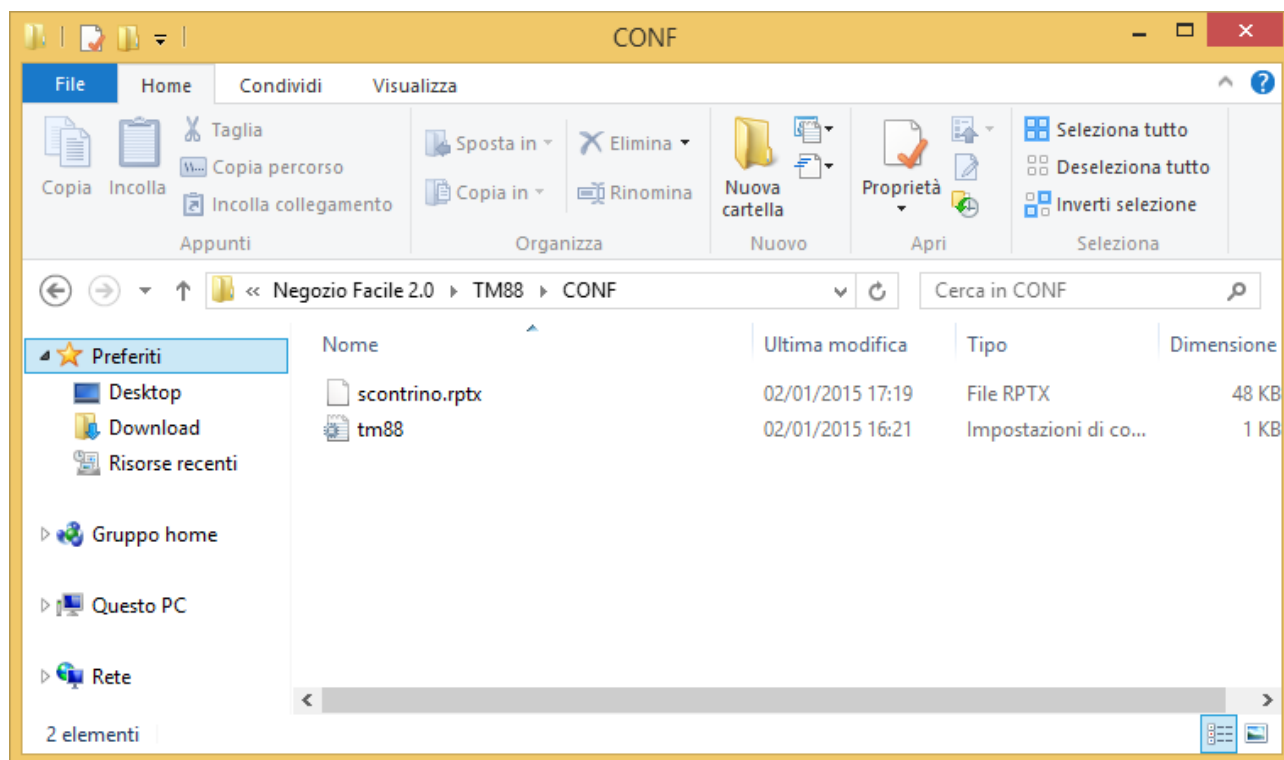 CONF
File Home Condividi Visualizza
Copia
Incolla
Taglia
W... Copia percorso
Incolla collegamento
Appunti
Sposta in
Copia in
Elimina
Rinomina
Organizza
Nuova
cartella
Nuovo
Proprietà
Apri
Seleziona tutto
Deseleziona tutto
Inverti selezione
Seleziona
« Negozio Facile 2.0 TM88 CONF
Cerca in CONF
Preferiti
Desktop
Download
Risorse recenti
Gruppo home
Questo PC
Rete
Nome Ultima modifica Tipo Dimensione
scontrino.rptx 02/01/2015 17:19 File RPTX 48 KB
tm88 02/01/2015 16:21 Impostazioni di co... 1 KB
2 elementi